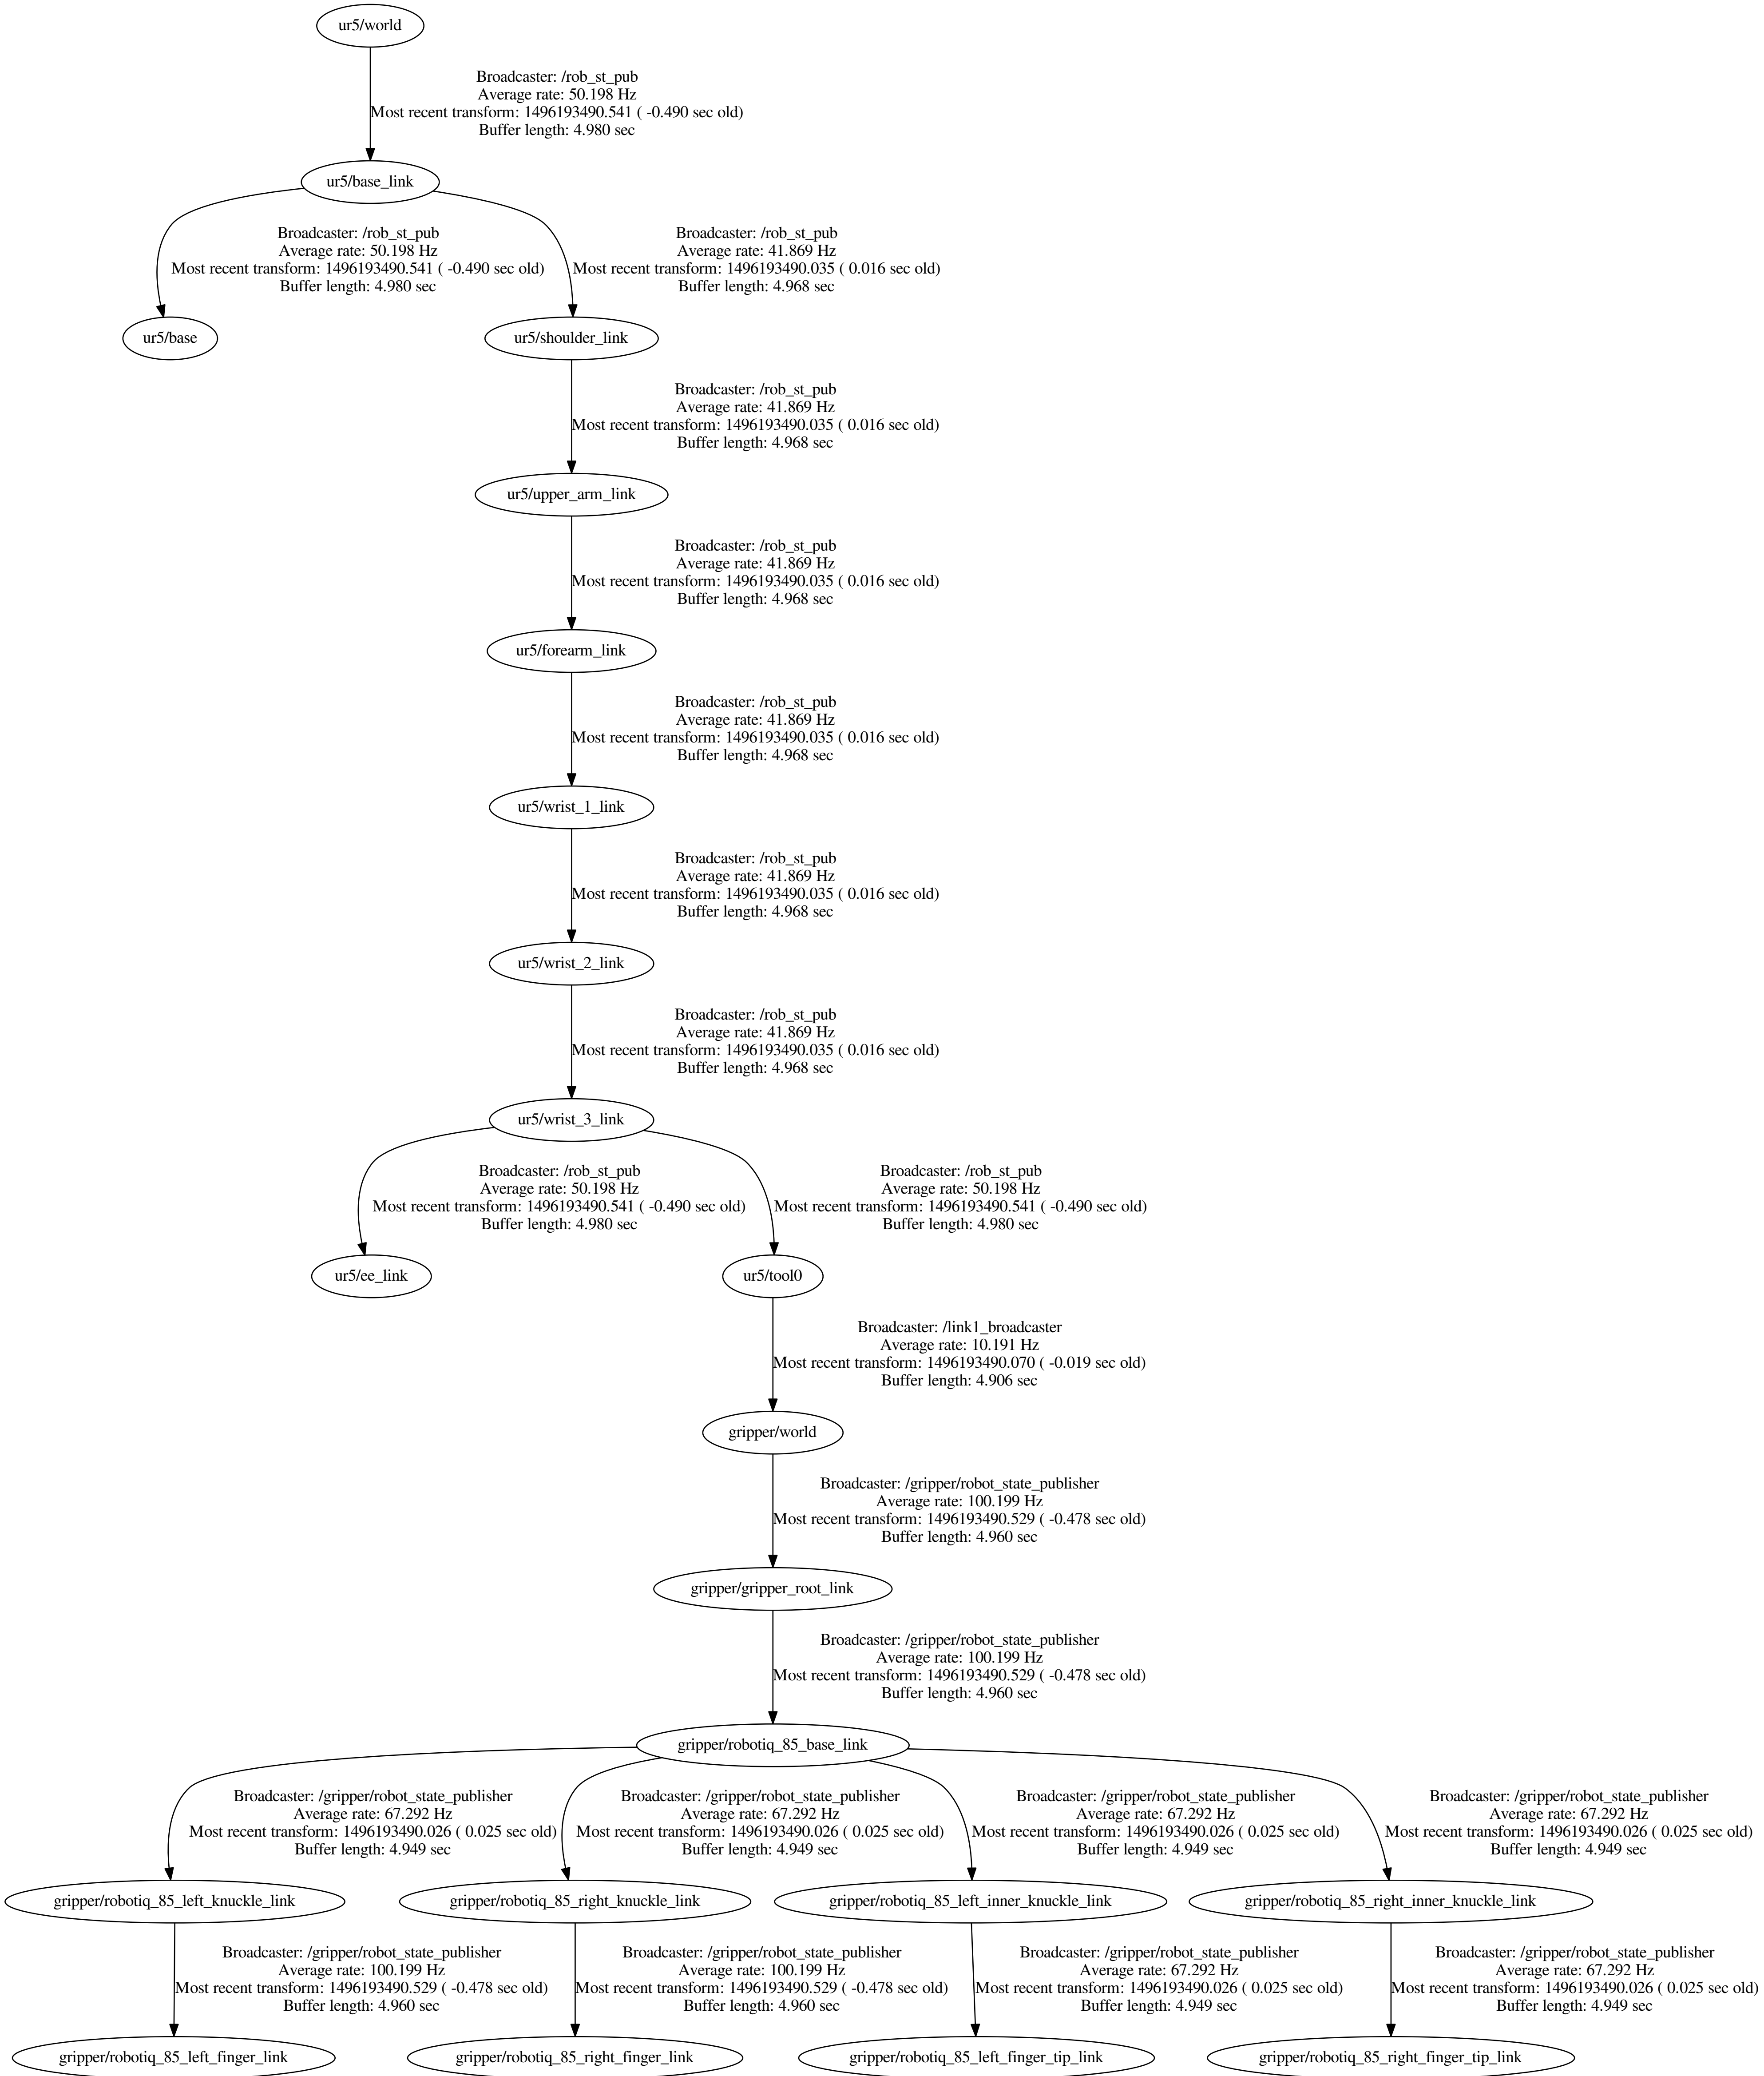 ur5/world
Broadcaster: /rob_st_pub
Average rate: 50.198 Hz
Most recent transform: 1496193490.541 ( -0.490 sec old)
Buffer length: 4.980 sec
ur5/base_link
Broadcaster: /rob_st_pub
Average rate: 50.198 Hz
Most recent transform: 1496193490.541 ( -0.490 sec old)
Buffer length: 4.980 sec
Broadcaster: /rob_st_pub
Average rate: 41.869 Hz
Most recent transform: 1496193490.035 ( 0.016 sec old)
Buffer length: 4.968 sec
ur5/base
ur5/shoulder_link
Broadcaster: /rob_st_pub
Average rate: 41.869 Hz
Most recent transform: 1496193490.035 ( 0.016 sec old)
Buffer length: 4.968 sec
ur5/upper_arm_link
Broadcaster: /rob_st_pub
Average rate: 41.869 Hz
Most recent transform: 1496193490.035 ( 0.016 sec old)
Buffer length: 4.968 sec
ur5/forearm_link
Broadcaster: /rob_st_pub
Average rate: 41.869 Hz
Most recent transform: 1496193490.035 ( 0.016 sec old)
Buffer length: 4.968 sec
ur5/wrist_1_link
Broadcaster: /rob_st_pub
Average rate: 41.869 Hz
Most recent transform: 1496193490.035 ( 0.016 sec old)
Buffer length: 4.968 sec
ur5/wrist_2_link
Broadcaster: /rob_st_pub
Average rate: 41.869 Hz
Most recent transform: 1496193490.035 ( 0.016 sec old)
Buffer length: 4.968 sec
ur5/wrist_3_link
Broadcaster: /rob_st_pub
Average rate: 50.198 Hz
Most recent transform: 1496193490.541 ( -0.490 sec old)
Buffer length: 4.980 sec
Broadcaster: /rob_st_pub
Average rate: 50.198 Hz
Most recent transform: 1496193490.541 ( -0.490 sec old)
Buffer length: 4.980 sec
ur5/ee_link
ur5/tool0
Broadcaster: /link1_broadcaster
Average rate: 10.191 Hz
Most recent transform: 1496193490.070 ( -0.019 sec old)
Buffer length: 4.906 sec
gripper/world
Broadcaster: /gripper/robot_state_publisher
Average rate: 100.199 Hz
Most recent transform: 1496193490.529 ( -0.478 sec old)
Buffer length: 4.960 sec
gripper/gripper_root_link
Broadcaster: /gripper/robot_state_publisher
Average rate: 100.199 Hz
Most recent transform: 1496193490.529 ( -0.478 sec old)
Buffer length: 4.960 sec
gripper/robotiq_85_base_link
Broadcaster: /gripper/robot_state_publisher
Average rate: 67.292 Hz
Most recent transform: 1496193490.026 ( 0.025 sec old)
Buffer length: 4.949 sec
Broadcaster: /gripper/robot_state_publisher
Average rate: 67.292 Hz
Most recent transform: 1496193490.026 ( 0.025 sec old)
Buffer length: 4.949 sec
Broadcaster: /gripper/robot_state_publisher
Average rate: 67.292 Hz
Most recent transform: 1496193490.026 ( 0.025 sec old)
Buffer length: 4.949 sec
Broadcaster: /gripper/robot_state_publisher
Average rate: 67.292 Hz
Most recent transform: 1496193490.026 ( 0.025 sec old)
Buffer length: 4.949 sec
gripper/robotiq_85_left_knuckle_link
gripper/robotiq_85_right_knuckle_link
gripper/robotiq_85_left_inner_knuckle_link
gripper/robotiq_85_right_inner_knuckle_link
Broadcaster: /gripper/robot_state_publisher
Average rate: 100.199 Hz
Most recent transform: 1496193490.529 ( -0.478 sec old)
Buffer length: 4.960 sec
Broadcaster: /gripper/robot_state_publisher
Average rate: 100.199 Hz
Most recent transform: 1496193490.529 ( -0.478 sec old)
Buffer length: 4.960 sec
Broadcaster: /gripper/robot_state_publisher
Average rate: 67.292 Hz
Most recent transform: 1496193490.026 ( 0.025 sec old)
Buffer length: 4.949 sec
Broadcaster: /gripper/robot_state_publisher
Average rate: 67.292 Hz
Most recent transform: 1496193490.026 ( 0.025 sec old)
Buffer length: 4.949 sec
gripper/robotiq_85_left_finger_link
gripper/robotiq_85_right_finger_link
gripper/robotiq_85_left_finger_tip_link
gripper/robotiq_85_right_finger_tip_link